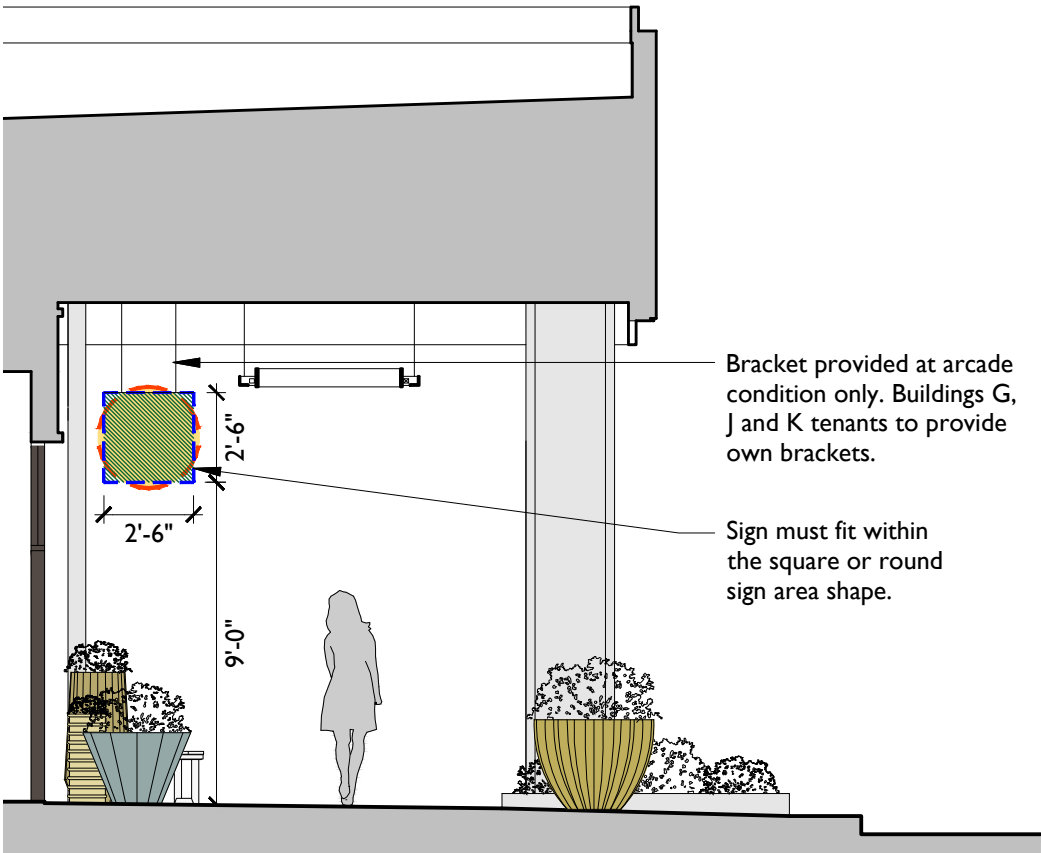 Bracket provided at arcade
condition only. Buildings G,
J and K tenants to provide
own brackets.
2'-6"
2'-6"
Sign must fit within
the square or round
sign area shape.
9'-0"